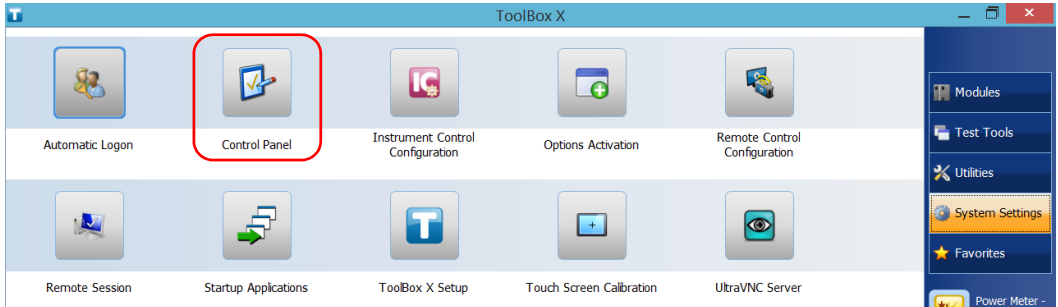 ToolBox X
Automatic Logon
Control Panel
Instrument Control
Configuration
Options Activation
Remote Control
Configuration
Remote Session
Startup Applications
ToolBox X Setup
Touch Screen Calibration
UltraVNC Server
Modules
Test Tools
Utilities
System Settings
Favorites
Power Meter -